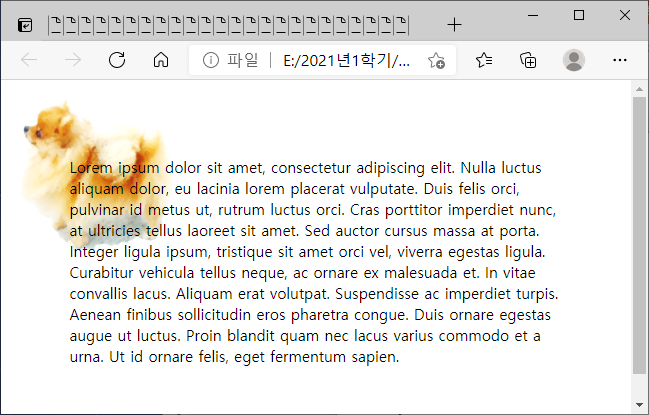 파일 E:/2021년1학기/...
Lorem ipsum dolor sit amet, consectetur adipiscing elit. Nulla luctus
aliquam dolor, eu lacinia lorem placerat vulputate. Duis felis orci,
pulvinar id metus ut, rutrum luctus orci. Cras porttitor imperdiet nunc,
at ultricies tellus laoreet sit amet. Sed auctor cursus massa at porta.
Integer ligula ipsum, tristique sit amet orci vel, viverra egestas ligula.
Curabitur vehicula tellus neque, ac ornare ex malesuada et. In vitae
convallis lacus. Aliquam erat volutpat. Suspendisse ac imperdiet turpis.
Aenean finibus sollicitudin eros pharetra congue. Duis ornare egestas
augue ut luctus. Proin blandit quam nec lacus varius commodo et a
urna. Ut id ornare felis, eget fermentum sapien.